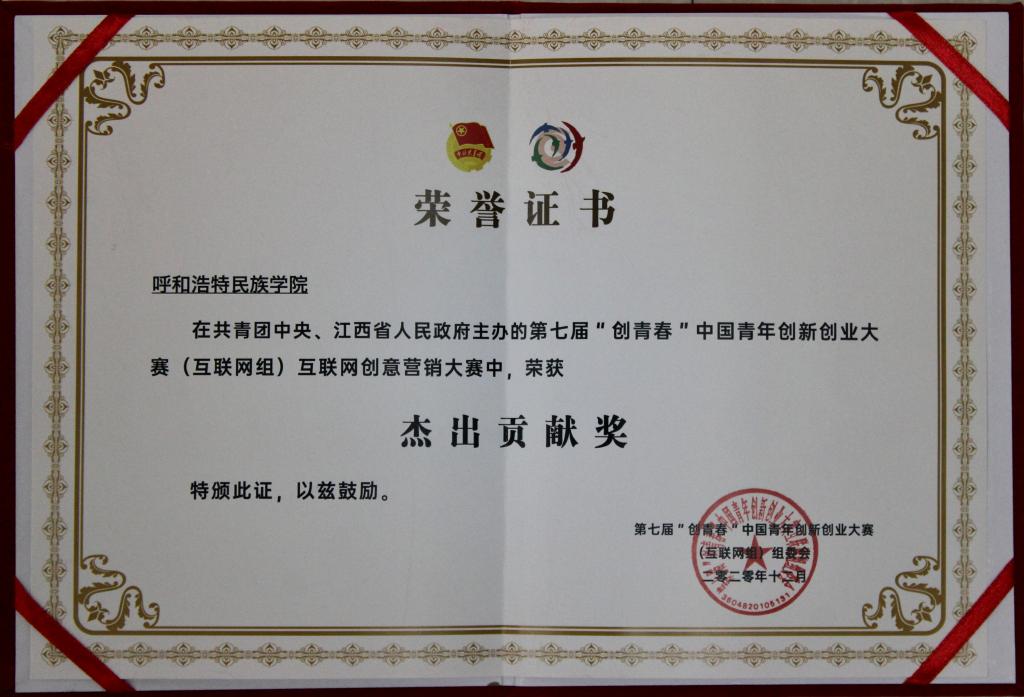 荣誉证书
呼和浩特民族学院
在共青团中央、江西省人民政府主办的第七届"创青春"中国青年创新创业大
赛（互联网组）互联网创意营销大赛中，荣获
杰出贡献奖
特颁此证，以兹鼓励。
第七届"创青春"中国青年创新创业大赛
（互联网组）组委会
二零二零年十二月
3604820105131